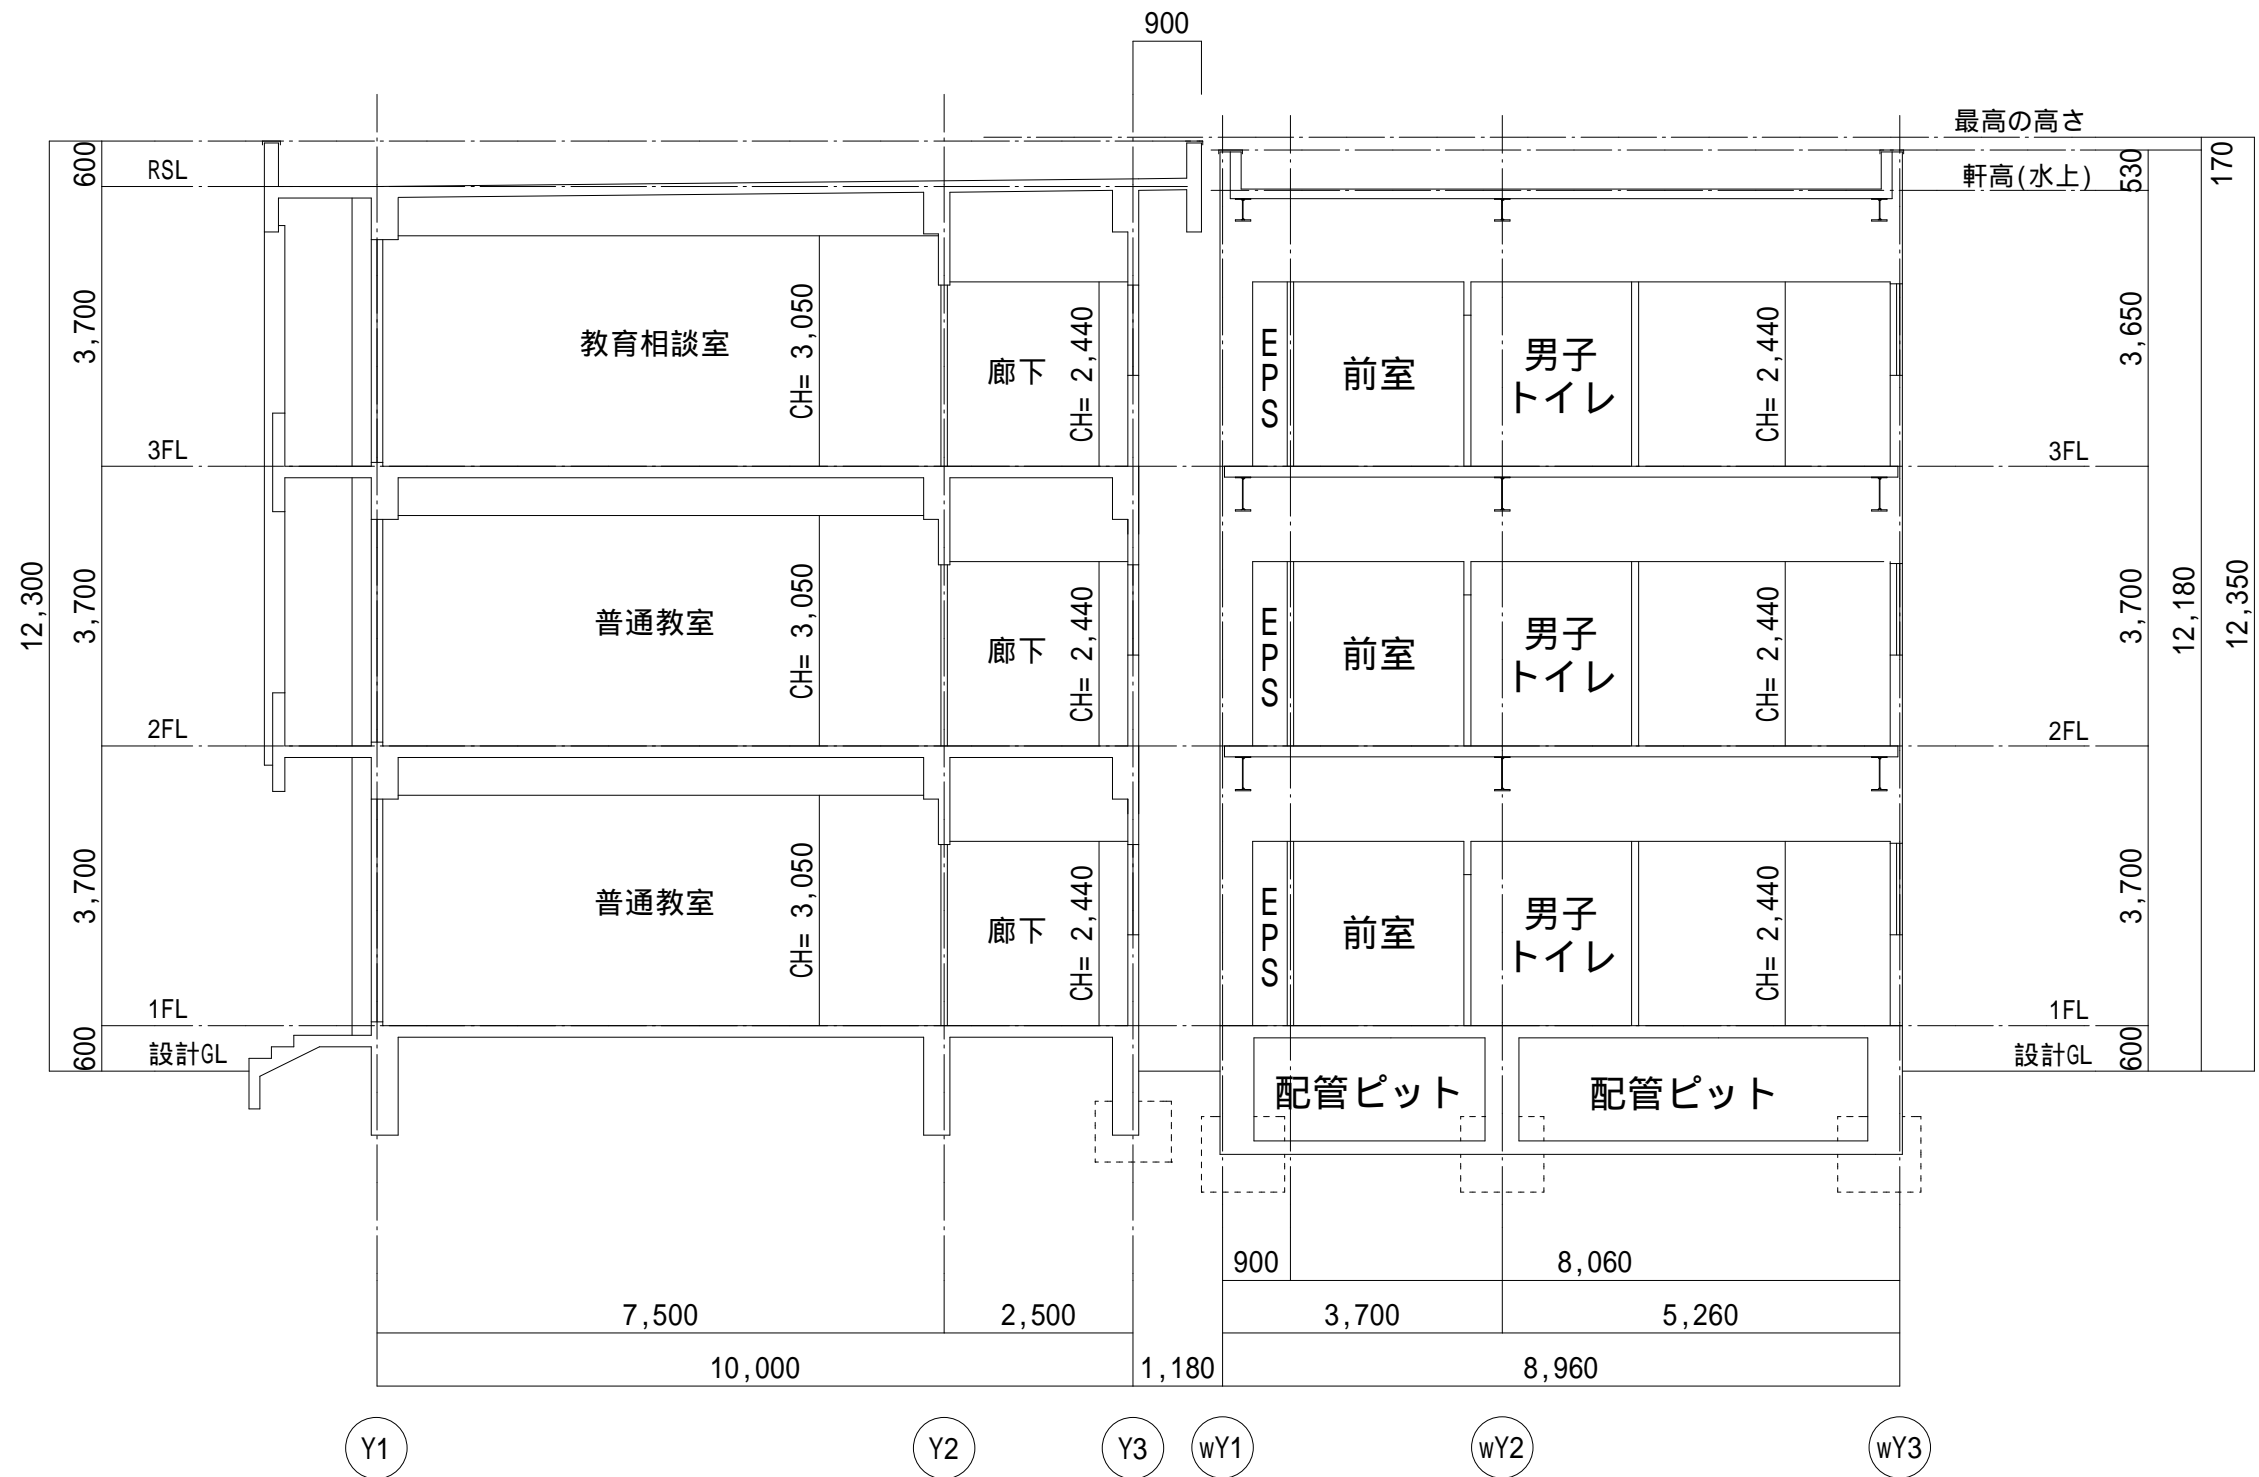 900
最高の高さ
600
RSL
軒高(水上)
530
170
3,700
教育相談室
CH= 3,050
廊下
CH= 2,440
EPS
前室
男子
トイレ
CH= 2,440
3,650
3FL
3FL
12,300
3,700
普通教室
CH= 3,050
廊下
CH= 2,440
EPS
前室
男子
トイレ
CH= 2,440
3,700
12,180
12,350
2FL
2FL
3,700
普通教室
CH= 3,050
廊下
CH= 2,440
EPS
前室
男子
トイレ
CH= 2,440
3,700
1FL
1FL
600
設計GL
設計GL
600
配管ピット
配管ピット
900
8,060
7,500
2,500
3,700
5,260
10,000
1,180
8,960
Y1
Y2
Y3
wY1
wY2
wY3